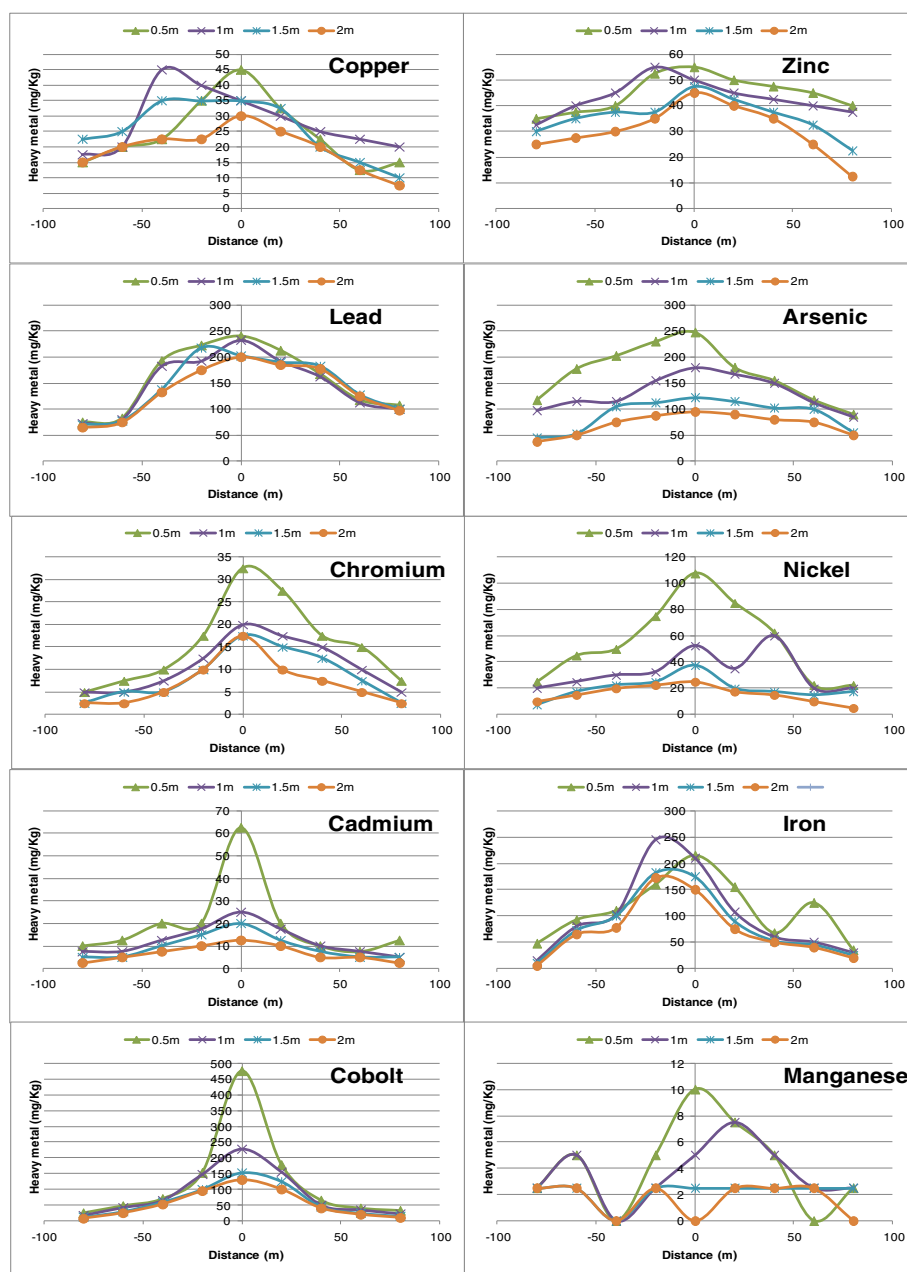 0.5m 1m 1.5m 2m
Copper
Heavy metal (mg/Kg)
50
45
40
35
30
25
20
15
10
5
0
-100 -50 0 50 100
Distance (m)
0.5m 1m 1.5m 2m
Zinc
Heavy metal (mg/Kg)
60
50
40
30
20
10
0
-100 -50 0 50 100
Distance (m)
0.5m 1m 1.5m 2m
Lead
Heavy metal (mg/Kg)
300
250
200
150
100
50
0
-100 -50 0 50 100
Distance (m)
0.5m 1m 1.5m 2m
Arsenic
Heavy metal (mg/Kg)
300
250
200
150
100
50
0
-100 -50 0 50 100
Distance (m)
0.5m 1m 1.5m 2m
Chromium
Heavy metal (mg/Kg)
35
30
25
20
15
10
5
0
-100 -50 0 50 100
Distance (m)
0.5m 1m 1.5m 2m
Nickel
Heavy metal (mg/Kg)
120
100
80
60
40
20
0
-100 -50 0 50 100
Distance (m)
0.5m 1m 1.5m 2m
Cadmium
Heavy metal (mg/Kg)
70
60
50
40
30
20
10
0
-100 -50 0 50 100
Distance (m)
0.5m 1m 1.5m 2m
Iron
Heavy metal (mg/Kg)
300
250
200
150
100
50
0
-100 -50 0 50 100
Distance (m)
0.5m 1m 1.5m 2m
Cobolt
Heavy metal (mg/Kg)
500
450
400
350
300
250
200
150
100
50
0
-100 -50 0 50 100
Distance (m)
0.5m 1m 1.5m 2m
Manganese
Heavy metal (mg/Kg)
12
10
8
6
4
2
0
-100 -50 0 50 100
Distance (m)